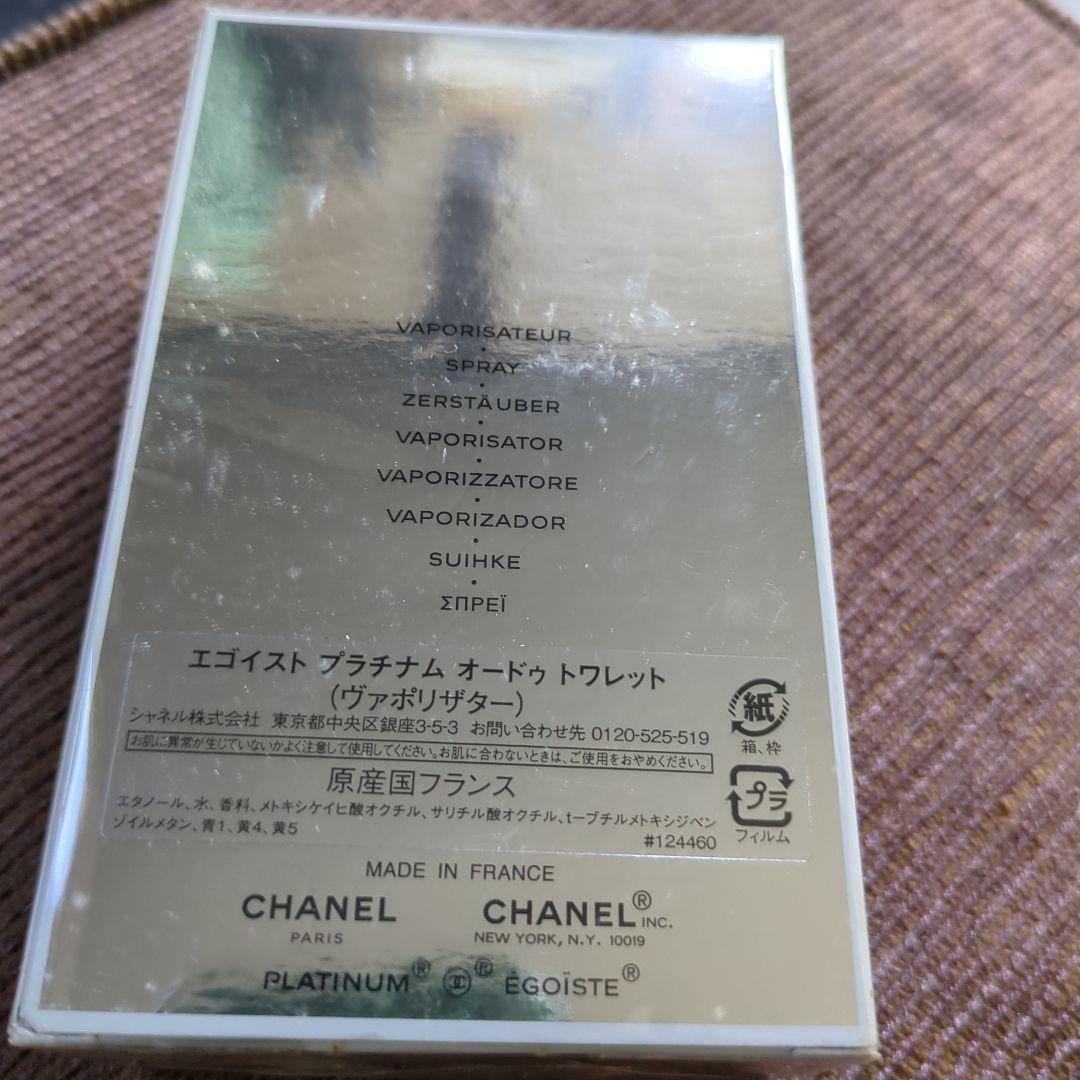 VAPORISATEUR
•
SPRAY
•
ZERSTÄUBER
•
VAPORISATOR
•
VAPORIZZATORE
•
VAPORIZADOR
•
SUIHKE
•
ΣΠΡΕΪ
エゴイスト プラチナム オードゥ トワレット
(ヴァポリザター)
シャネル株式会社 東京都中央区銀座3-5-3 お問い合わせ先 0120-525-519
お肌に異常が生じていないかよく注意して使用してください。お肌に合わないときは、ご使用をおやめください。
原産国フランス
エタノール、水、香料、メトキシケイヒ酸オクチル、サリチル酸オクチル、t-ブチルメトキシジベン
ゾイルメタン、青1、黄4、黄5
#124460
紙
箱、枠
プラ
フィルム
MADE IN FRANCE
CHANEL CHANEL® INC.
PARIS NEW YORK, N.Y. 10019
PLATINUM® ® ÉGOÏSTE®